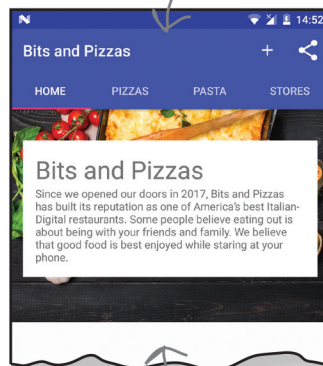 14:52
Bits and Pizzas
HOME PIZZAS PASTA STORES
Bits and Pizzas
Since we opened our doors in 2017, Bits and Pizzas
has built its reputation as one of America's best Italian-
Digital restaurants. Some people believe eating out is
about being with your friends and family. We believe
that good food is best enjoyed while staring at your
phone.